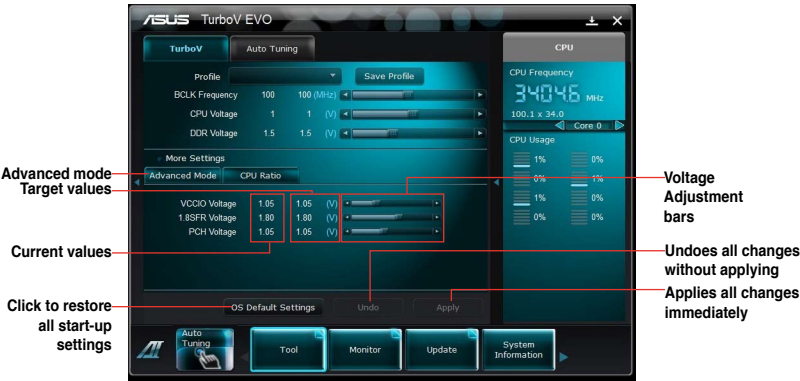 ASUS TurboV EVO
TurboV Auto Tuning
CPU
Profile Save Profile
BCLK Frequency 100 100 (MHz)
CPU Voltage 1 1 (V)
DDR Voltage 1.5 1.5 (V)
CPU Frequency
3404.6 MHz
100.1 x 34.0
Core 0
CPU Usage
1% 0%
0% 1%
1% 0%
0% 0%
More Settings
Advanced Mode CPU Ratio
VCCIO Voltage 1.05 1.05 (V)
1.8SFR Voltage 1.80 1.80 (V)
PCH Voltage 1.05 1.05 (V)
OS Default Settings Undo Apply
Auto
Tuning
Tool
Monitor
Update
System
Information
Advanced mode
Target values
Current values
Click to restore
all start-up
settings
Voltage
Adjustment
bars
Undoes all changes
without applying
Applies all changes
immediately